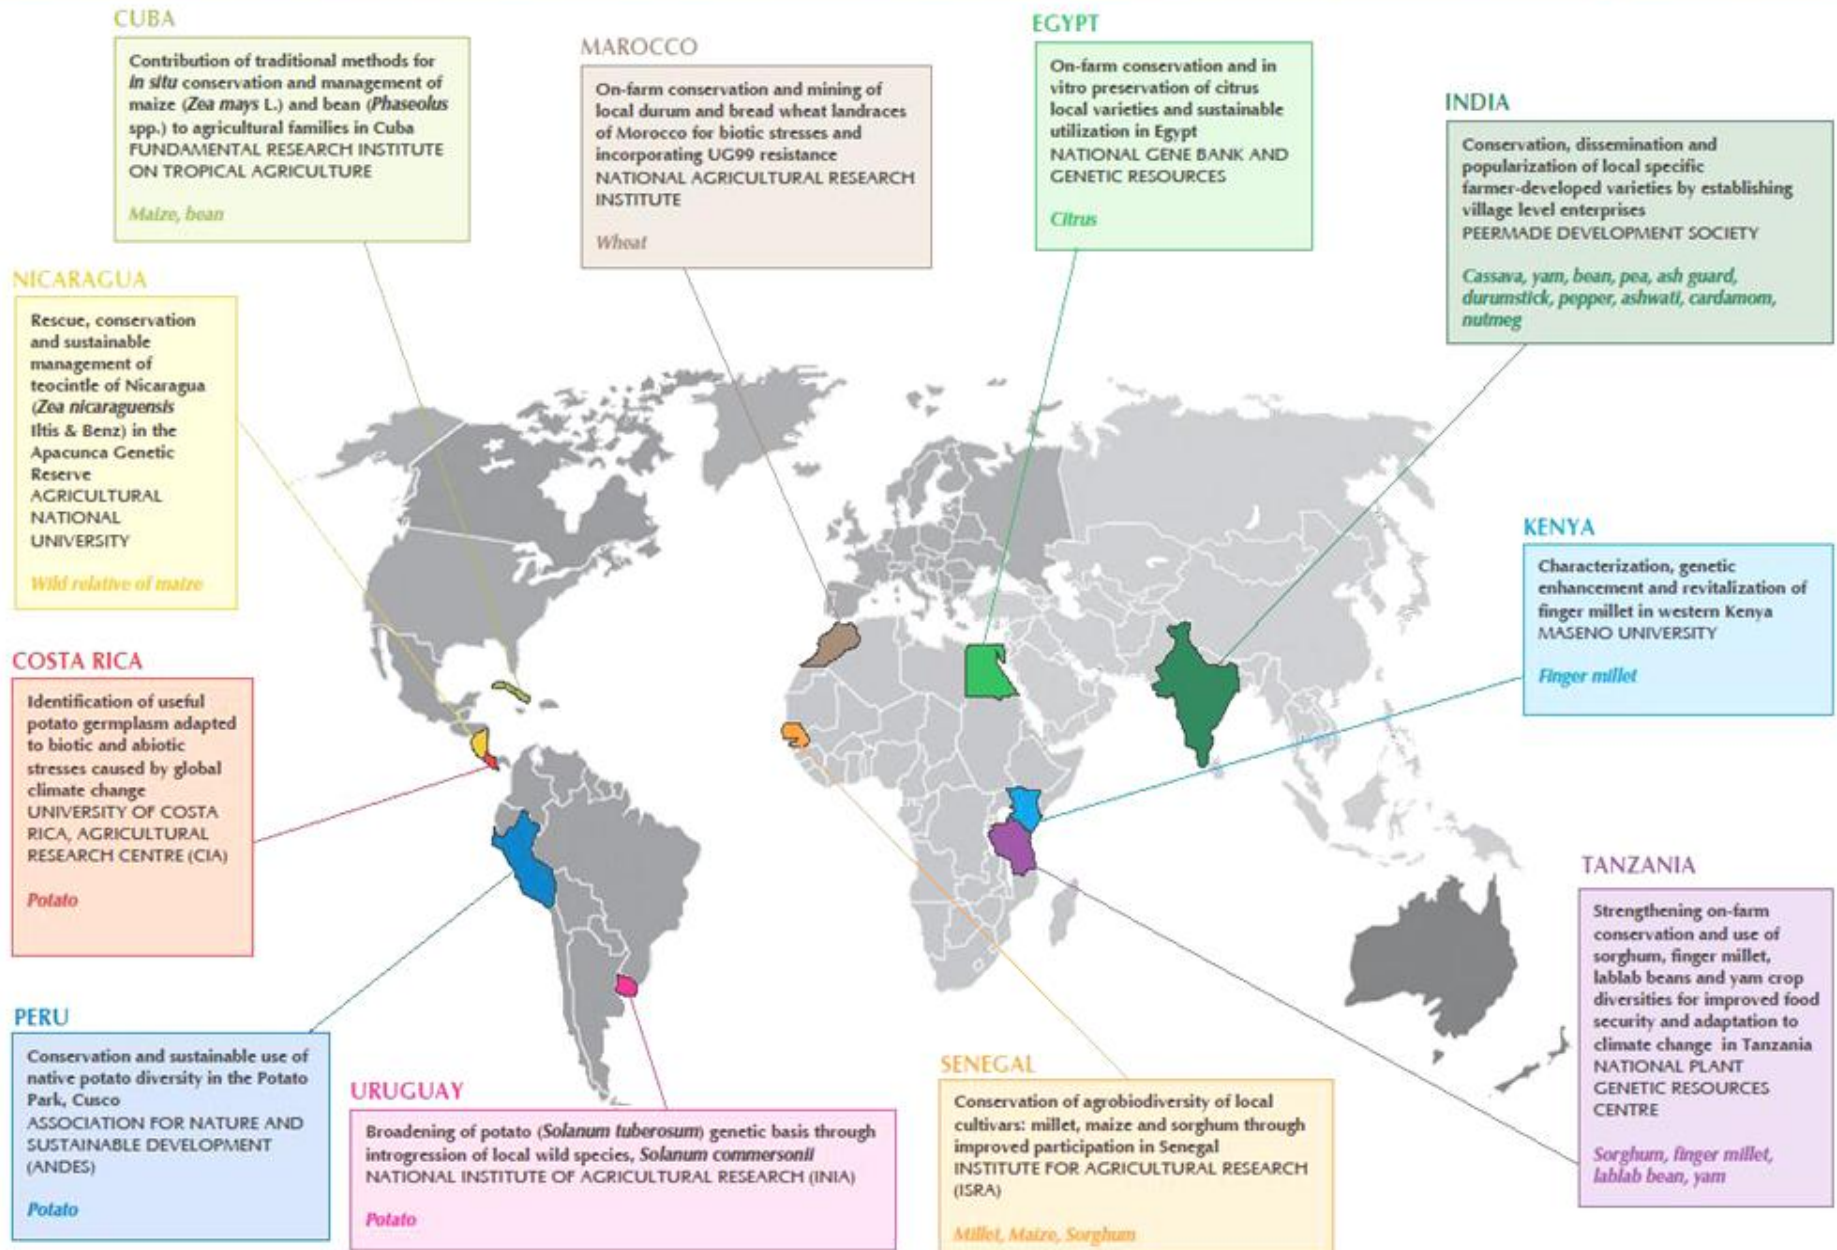 CUBA
Contribution of traditional methods for
in situ conservation and management of
maize (Zea mays L.) and bean (Phaseolus
spp.) to agricultural families in Cuba
FUNDAMENTAL RESEARCH INSTITUTE
ON TROPICAL AGRICULTURE
Maize, bean
MAROCCO
On-farm conservation and mining of
local durum and bread wheat landraces
of Morocco for biotic stresses and
incorporating UG99 resistance
NATIONAL AGRICULTURAL RESEARCH
INSTITUTE
Wheat
EGYPT
On-farm conservation and in
vitro preservation of citrus
local varieties and sustainable
utilization in Egypt
NATIONAL GENE BANK AND
GENETIC RESOURCES
Citrus
INDIA
Conservation, dissemination and
popularization of local specific
farmer-developed varieties by establishing
village level enterprises
PEERMADE DEVELOPMENT SOCIETY
Cassava, yam, bean, pea, ash guard,
durumstick, pepper, ashwati, cardamom,
nutmeg
NICARAGUA
Rescue, conservation
and sustainable
management of
teocintle of Nicaragua
(Zea nicaraguensis
Iltis & Benz) in the
Apacunca Genetic
Reserve
AGRICULTURAL
NATIONAL
UNIVERSITY
Wild relative of maize
KENYA
Characterization, genetic
enhancement and revitalization of
finger millet in western Kenya
MASENO UNIVERSITY
Finger millet
COSTA RICA
Identification of useful
potato germplasm adapted
to biotic and abiotic
stresses caused by global
climate change
UNIVERSITY OF COSTA
RICA, AGRICULTURAL
RESEARCH CENTRE (CIA)
Potato
TANZANIA
Strengthening on-farm
conservation and use of
sorghum, finger millet,
lablab beans and yam crop
diversities for improved food
security and adaptation to
climate change in Tanzania
NATIONAL PLANT
GENETIC RESOURCES
CENTRE
Sorghum, finger millet,
lablab bean, yam
PERU
Conservation and sustainable use of
native potato diversity in the Potato
Park, Cusco
ASSOCIATION FOR NATURE AND
SUSTAINABLE DEVELOPMENT
(ANDES)
Potato
URUGUAY
Broadening of potato (Solanum tuberosum) genetic basis through
introgression of local wild species, Solanum commersonii
NATIONAL INSTITUTE OF AGRICULTURAL RESEARCH (INIA)
Potato
SENEGAL
Conservation of agrobiodiversity of local
cultivars: millet, maize and sorghum through
improved participation in Senegal
INSTITUTE FOR AGRICULTURAL RESEARCH
(ISRA)
Millet, Maize, Sorghum